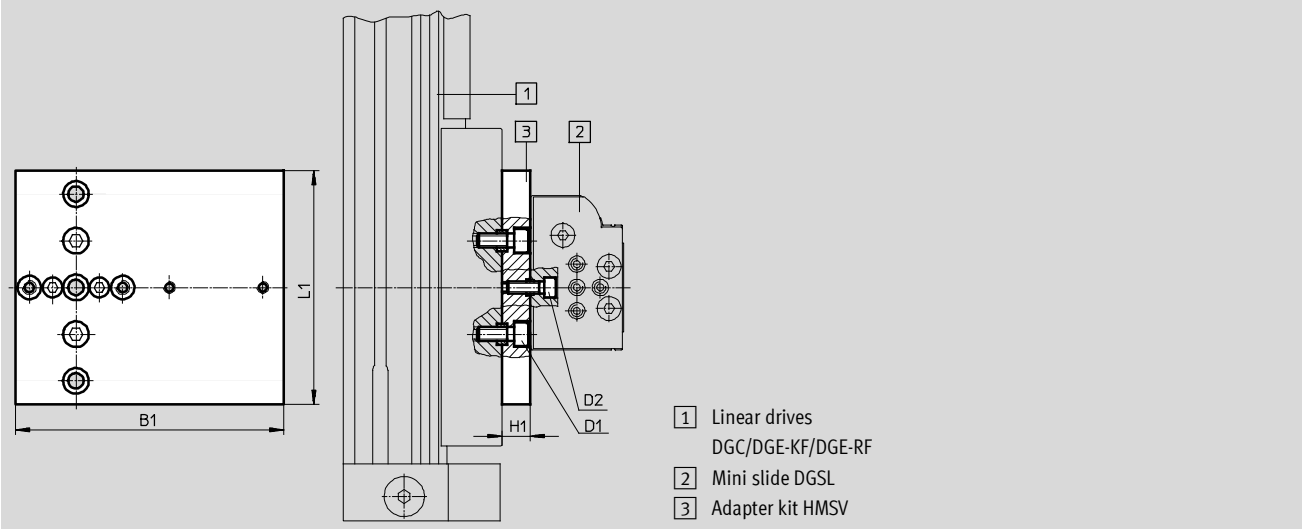 1
3
2
L1
B1
H1
D2
D1
1 Linear drives
DGC/DGE-KF/DGE-RF
2 Mini slide DGSL
3 Adapter kit HMSV